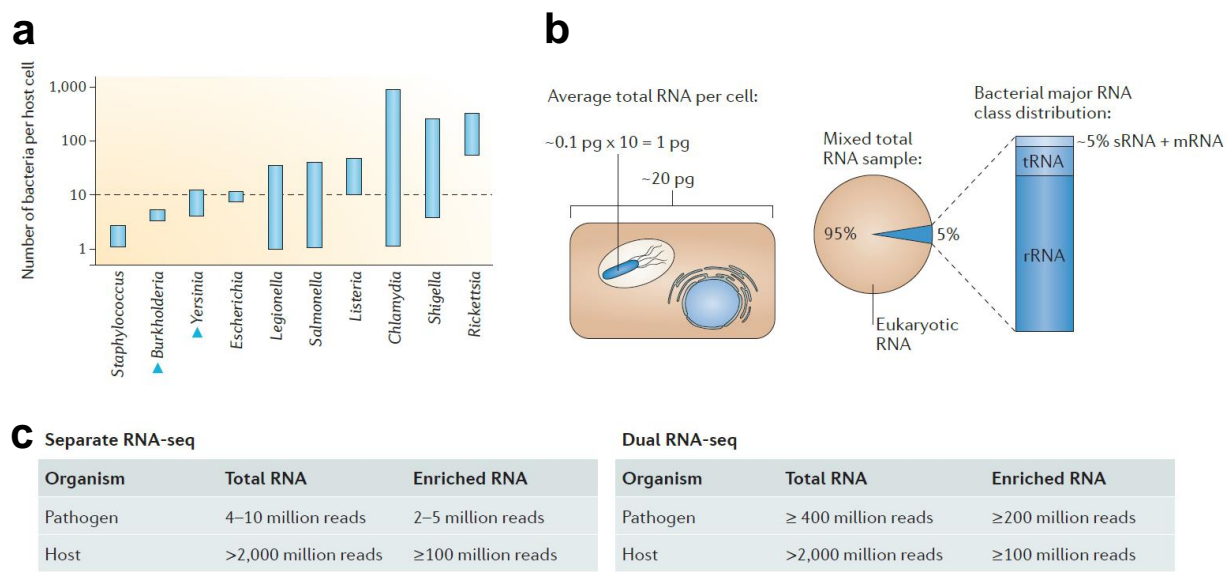 a
Number of bacteria per host cell
1,000
100
10
1
Staphylococcus
Burkholderia
Yersinia
Escherichia
Legionella
Salmonella
Listeria
Chlamydia
Shigella
Rickettsia
b
Average total RNA per cell:
~0.1 pg x 10 = 1 pg
~20 pg
Mixed total
RNA sample:
95%
5%
Eukaryotic
RNA
Bacterial major RNA
class distribution:
~5% sRNA + mRNA
tRNA
rRNA
c
Separate RNA-seq
Organism Total RNA Enriched RNA
Pathogen 4–10 million reads 2–5 million reads
Host >2,000 million reads ≥100 million reads
Dual RNA-seq
Organism Total RNA Enriched RNA
Pathogen ≥ 400 million reads ≥200 million reads
Host >2,000 million reads ≥100 million reads